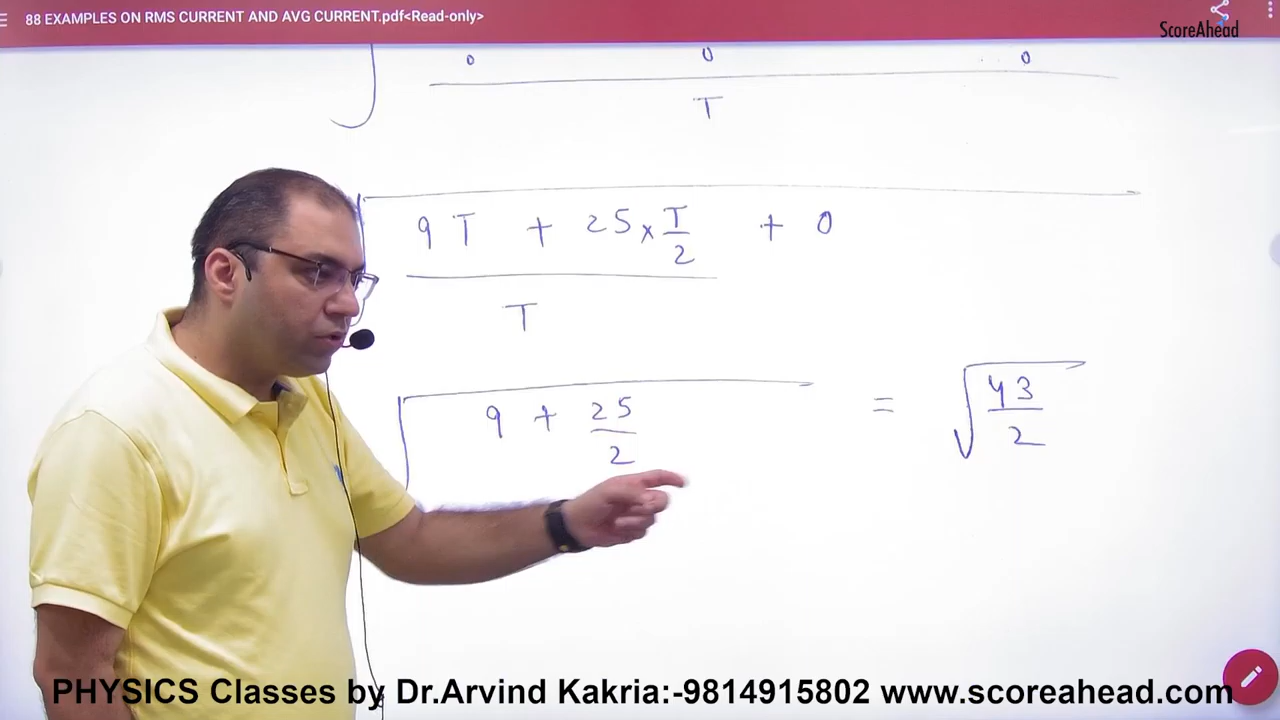 88 EXAMPLES ON RMS CURRENT AND AVG CURRENT.pdf<Read-only>
ScoreAhead
0 0 0
T
√ 9T + 25 × T/2 + 0
T
√ 9 + 25/2 = √ 43/2
PHYSICS Classes by Dr.Arvind Kakria:-9814915802 www.scoreahead.com